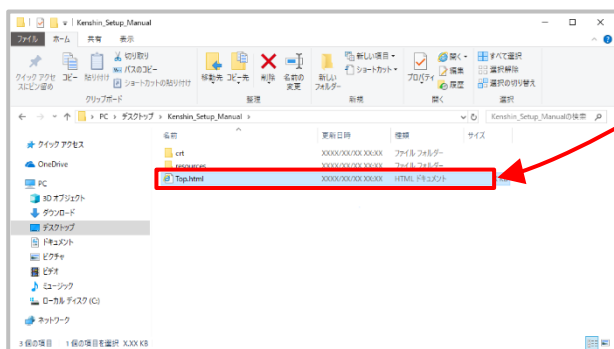 Kenshin_Setup_Manual
ファイル ホーム 共有 表示
クイック アクセスにピン留めする
コピー 貼り付け
切り取り
パスのコピー
ショートカットの貼り付け
クリップボード
移動先 コピー先 削除 名前の変更
整理
新しいフォルダー
新しいアイテム
ショートカット
新規
プロパティ
開く
編集
履歴
開く
すべて選択
選択解除
選択の切り替え
選択
PC > デスクトップ > Kenshin_Setup_Manual >
Kenshin_Setup_Manualの検索
名前 更新日時 種類 サイズ
crt XXXX/XX/XX XX:XX ファイル フォルダー
resources XXXX/XX/XX XX:XX ファイル フォルダー
Top.html XXXX/XX/XX XX:XX HTML ドキュメント
クイック アクセス
OneDrive
PC
3D オブジェクト
ダウンロード
デスクトップ
ドキュメント
ピクチャ
ビデオ
ミュージック
ローカル ディスク (C:)
ネットワーク
3 個の項目 1 個の項目を選択 X,XX KB